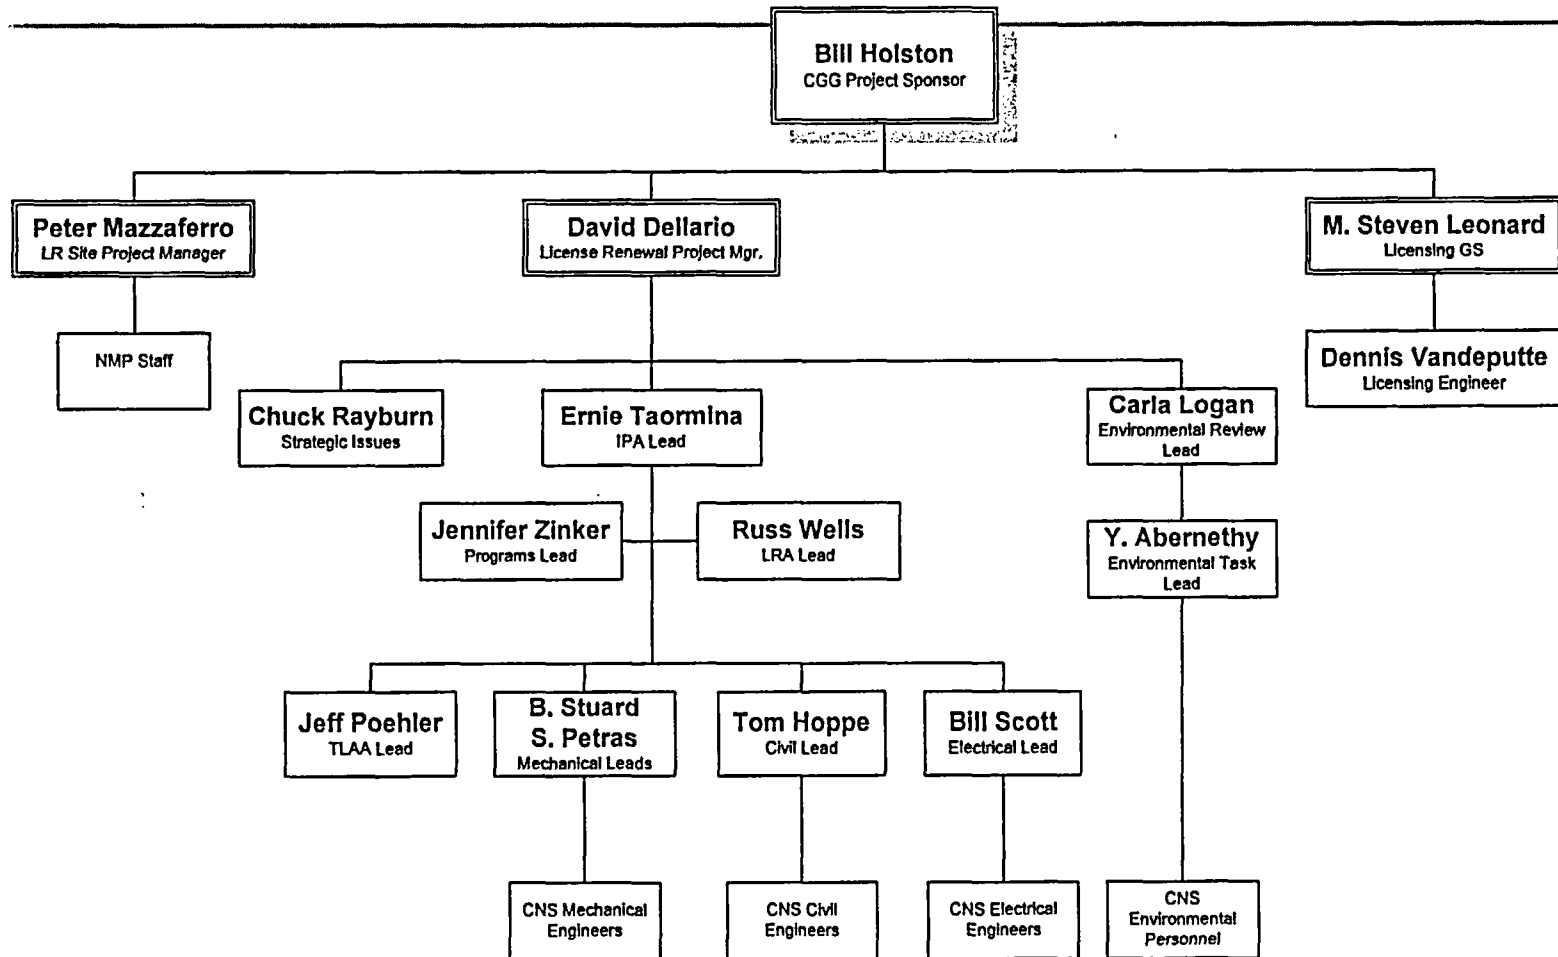 Bill Holston
CGG Project Sponsor
Peter Mazzaferro
LR Site Project Manager
David Dellario
License Renewal Project Mgr.
M. Steven Leonard
Licensing GS
NMP Staff
Dennis Vandeputte
Licensing Engineer
Chuck Rayburn
Strategic Issues
Ernie Taormina
IPA Lead
Carla Logan
Environmental Review
Lead
Jennifer Zinker
Programs Lead
Russ Wells
LRA Lead
Y. Abernethy
Environmental Task
Lead
Jeff Poehler
TLAA Lead
B. Stuard
S. Petras
Mechanical Leads
Tom Hoppe
Civil Lead
Bill Scott
Electrical Lead
CNS Mechanical
Engineers
CNS Civil
Engineers
CNS Electrical
Engineers
CNS
Environmental
Personnel